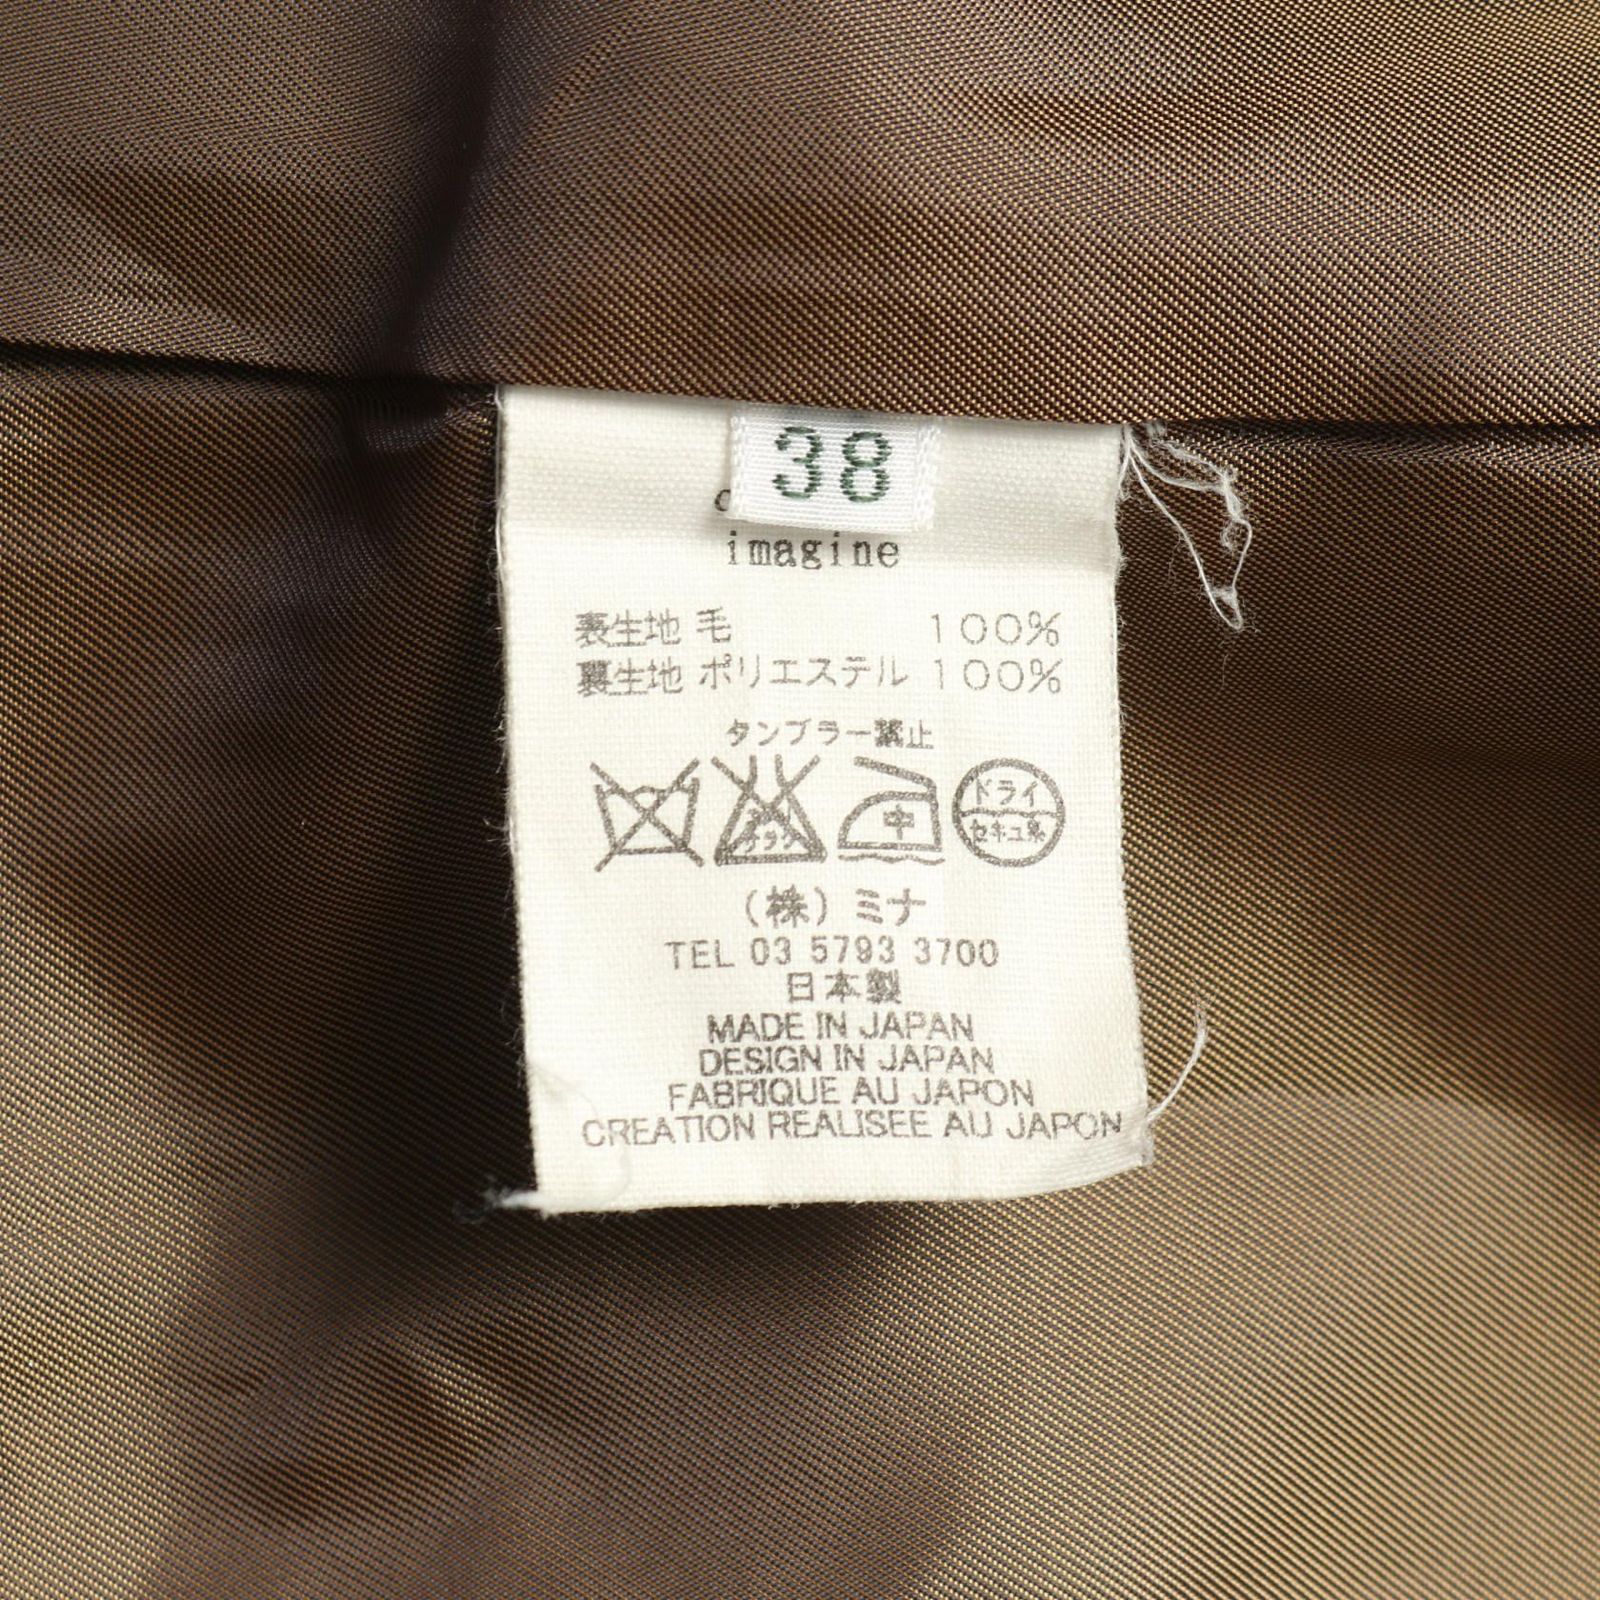 38
imagine
表生地 毛 100%
裏生地 ポリエステル 100%
タンブラー禁止
中
ドライ
セキユ系
(株) ミナ
TEL 03 5793 3700
日本製
MADE IN JAPAN
DESIGN IN JAPAN
FABRIQUE AU JAPON
CREATION REALISEE AU JAPON